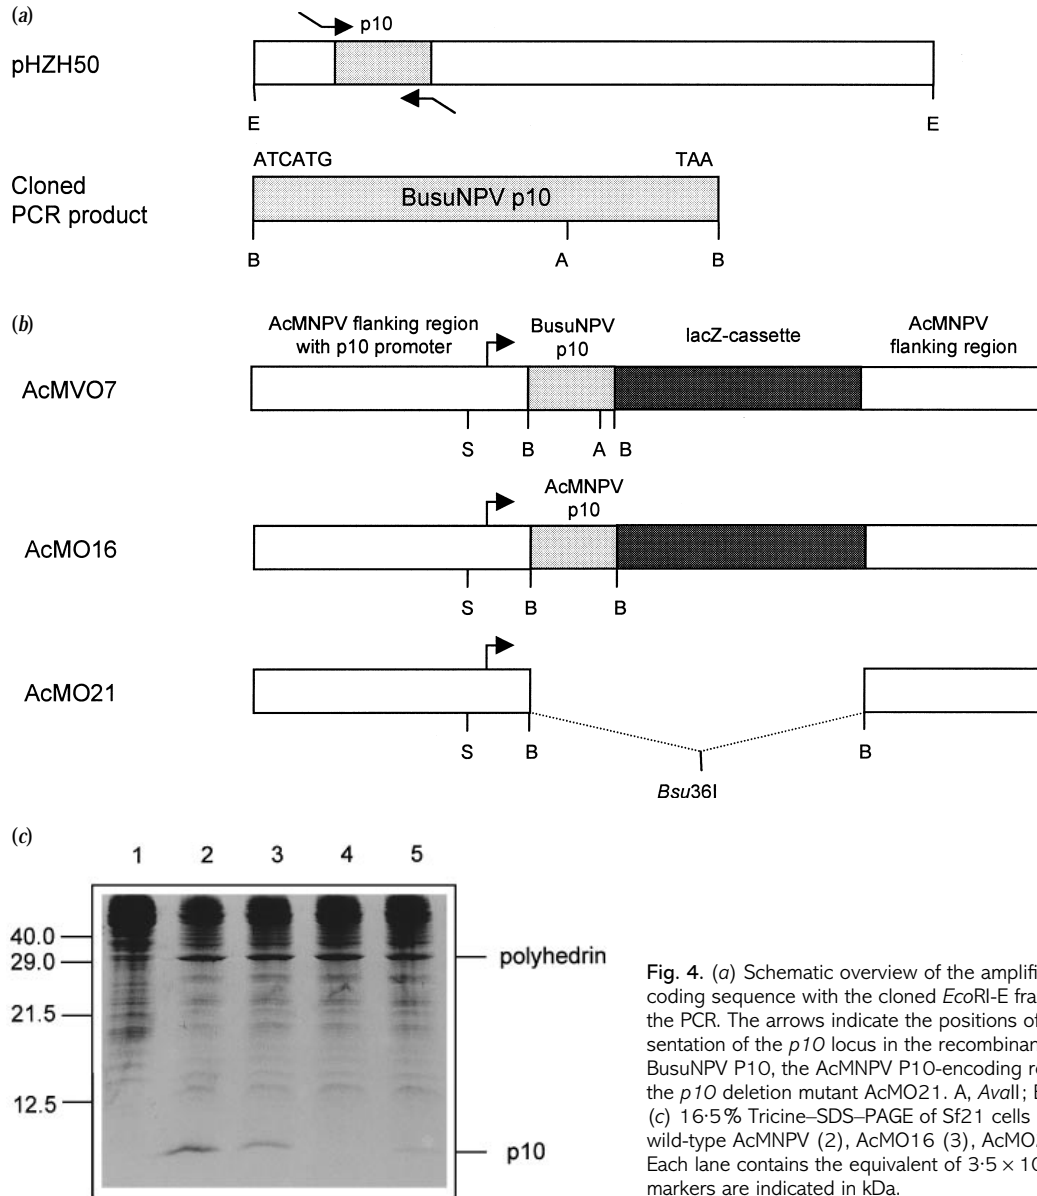 (a)
p10
pHZH50
E E
ATCATG TAA
Cloned
PCR product
BusuNPV p10
B A B
(b)
AcMNPV flanking region
with p10 promoter
BusuNPV
p10
lacZ-cassette
AcMNPV
flanking region
AcMVO7
S B A B
AcMNPV
p10
AcMO16
S B B
AcMO21
S B B
Bsu36I
(c)
1 2 3 4 5
40.0
29.0
21.5
12.5
polyhedrin
p10
Fig. 4. (a) Schematic overview of the amplifi
coding sequence with the cloned EcoRI-E fra
the PCR. The arrows indicate the positions of
sentation of the p10 locus in the recombinan
BusuNPV P10, the AcMNPV P10-encoding re
the p10 deletion mutant AcMO21. A, AvaII; E
(c) 16·5% Tricine–SDS–PAGE of Sf21 cells
wild-type AcMNPV (2), AcMO16 (3), AcMO
Each lane contains the equivalent of 3·5 × 10
markers are indicated in kDa.